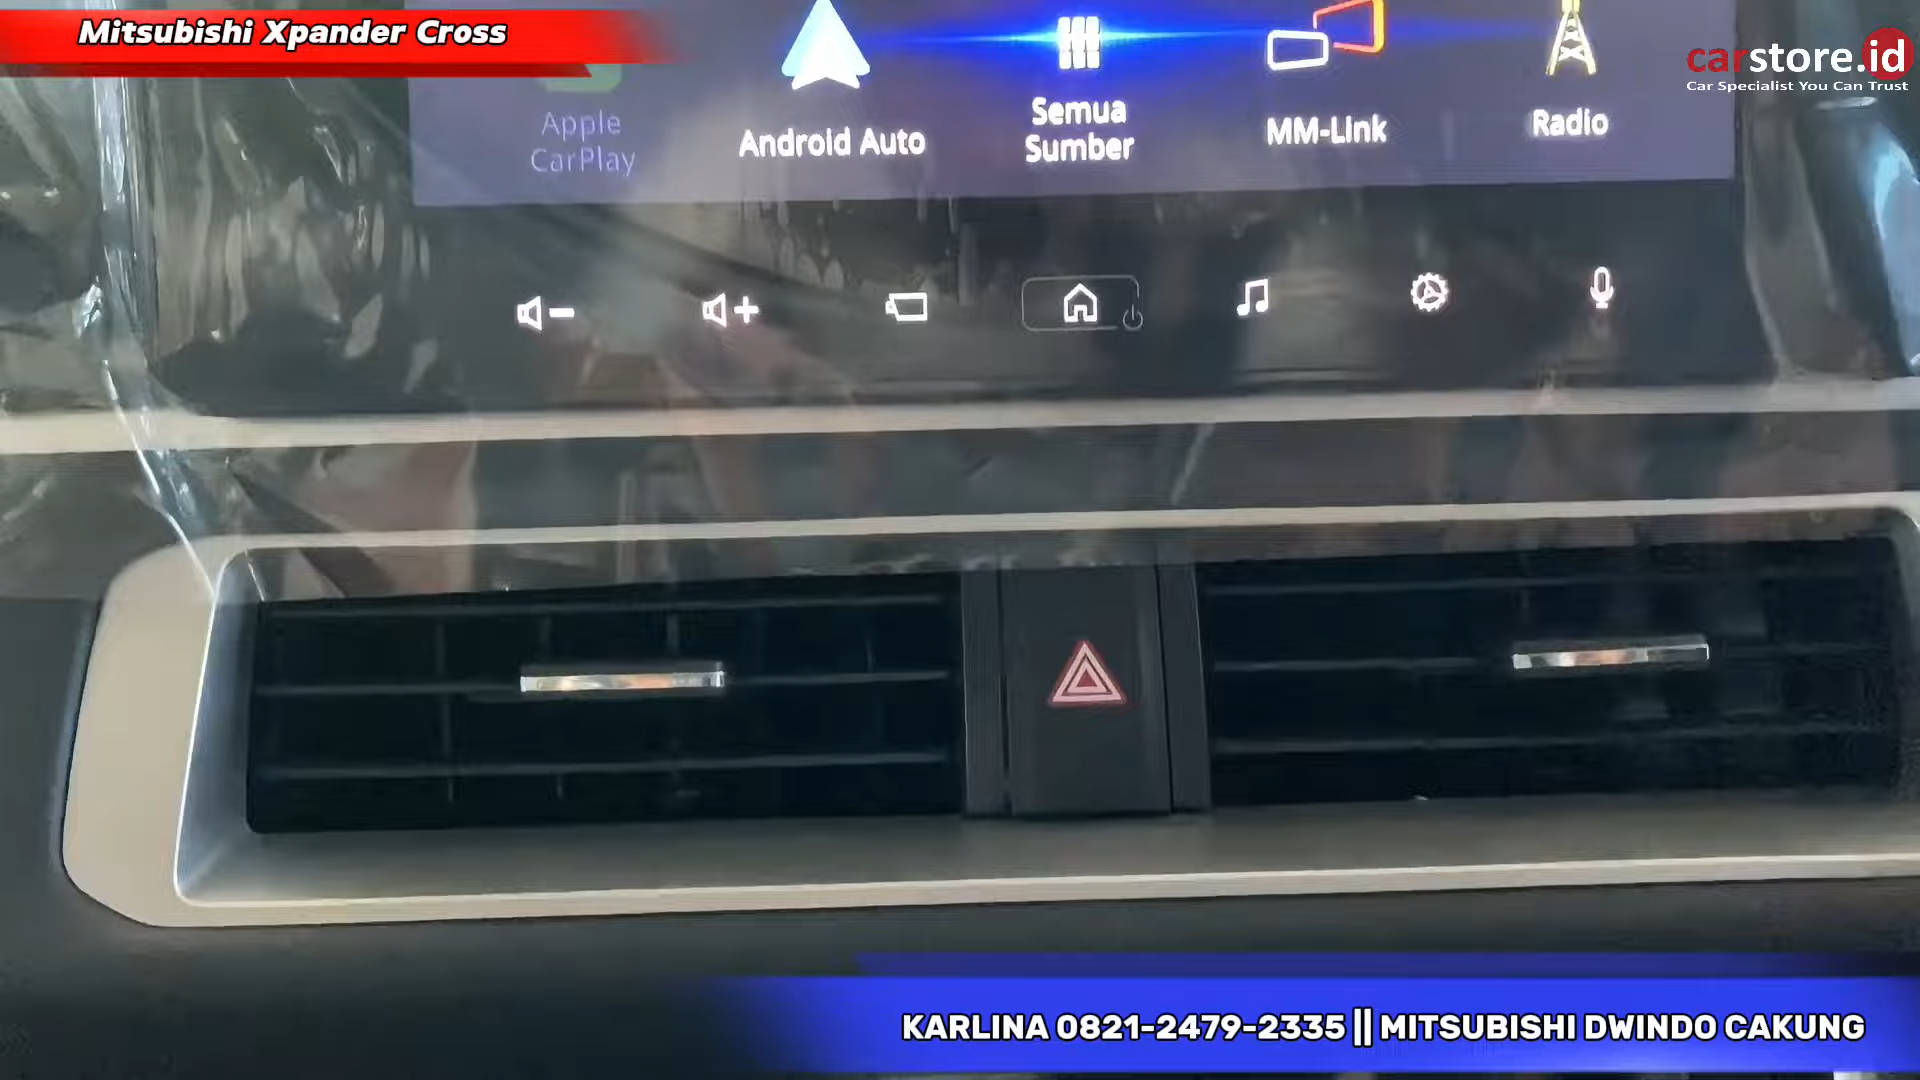 Mitsubishi Xpander Cross
carstore.id
Car Specialist You Can Trust
Apple
CarPlay
Android Auto
Semua
Sumber
MM-Link
Radio
KARLINA 0821-2479-2335 || MITSUBISHI DWINDO CAKUNG